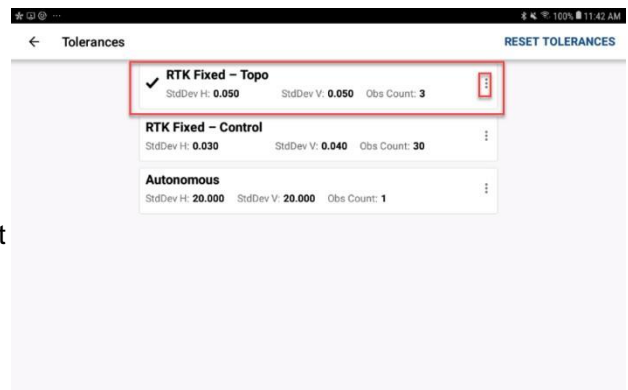 100% 11:42 AM
Tolerances RESET TOLERANCES
RTK Fixed – Topo
StdDev H: 0.050 StdDev V: 0.050 Obs Count: 3
RTK Fixed – Control
StdDev H: 0.030 StdDev V: 0.040 Obs Count: 30
Autonomous
StdDev H: 20.000 StdDev V: 20.000 Obs Count: 1
t